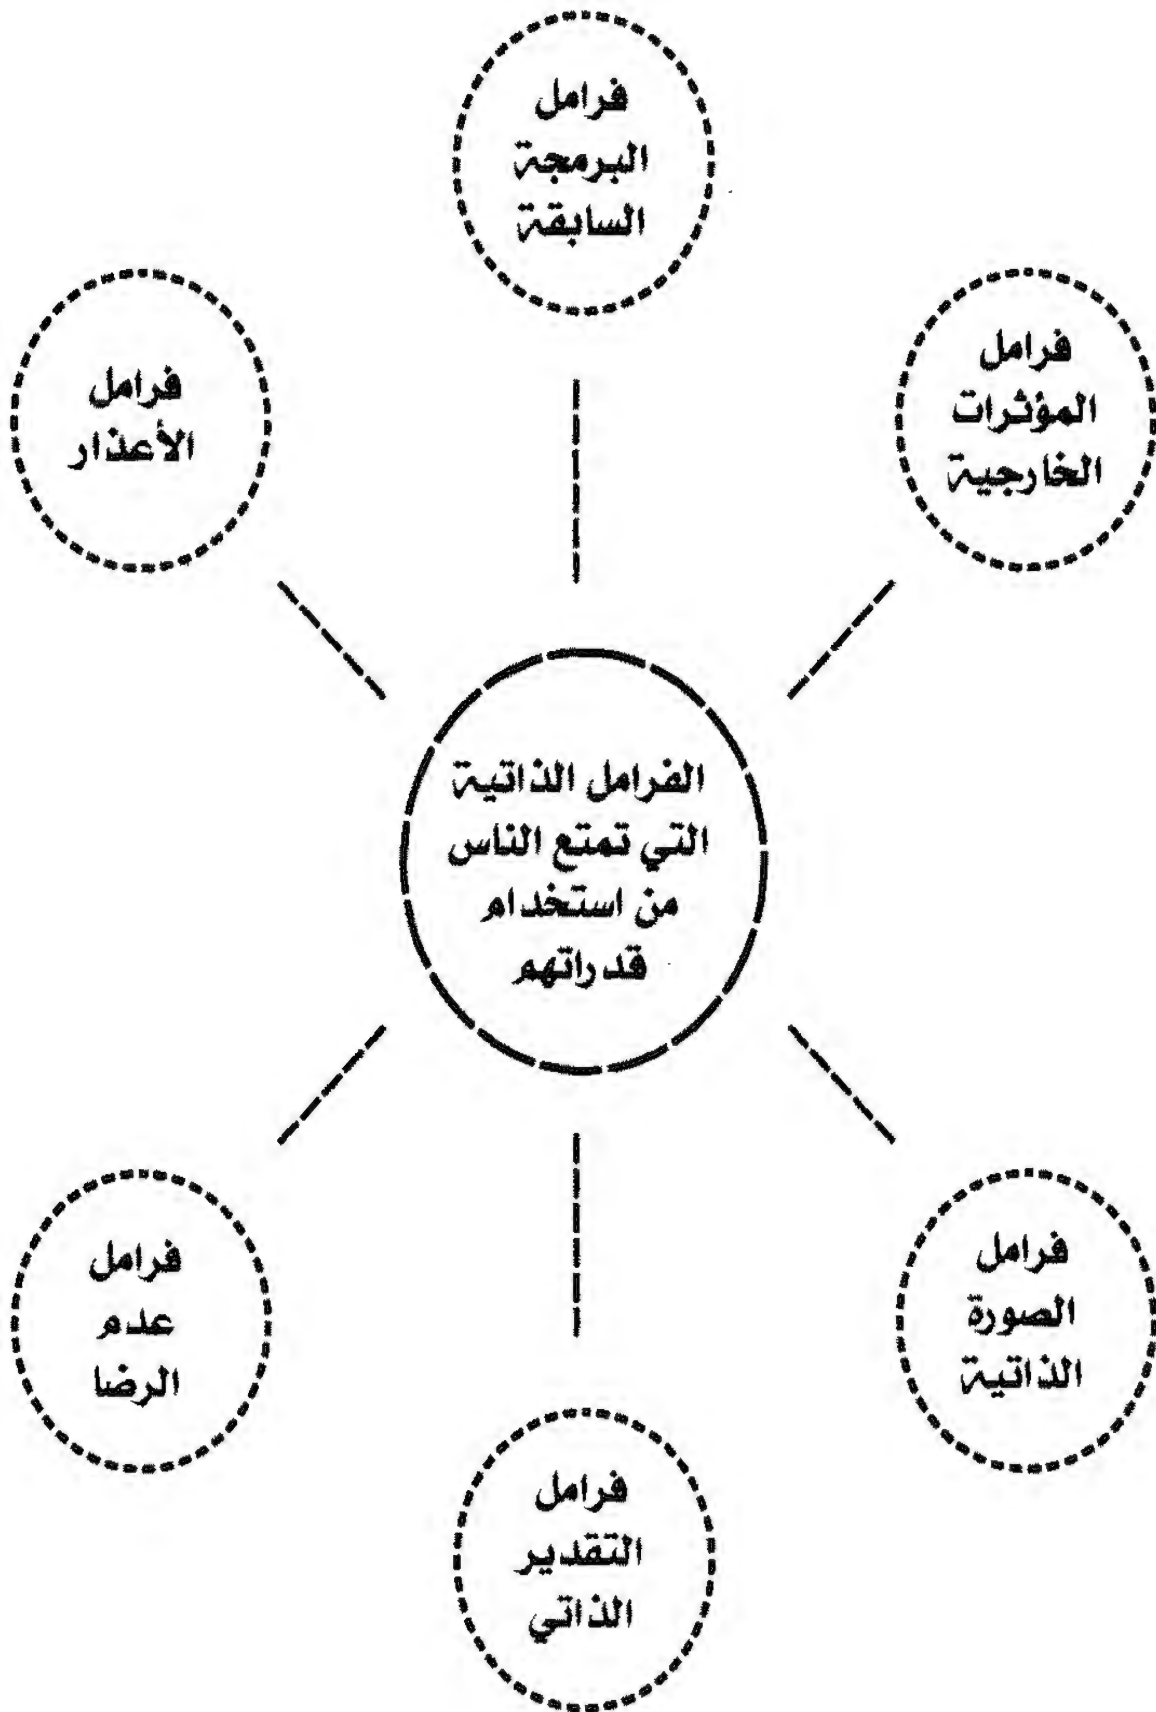 فرامل
البرمجة
السابقة
فرامل
المؤثرات
الخارجية
فرامل
الأعذار
الفرامل الذاتية
التي تمتع الناس
من استخدام
قدراتهم
فرامل
الصورة
الذاتية
فرامل
عدم
الرضا
فرامل
التقدير
الذاتي